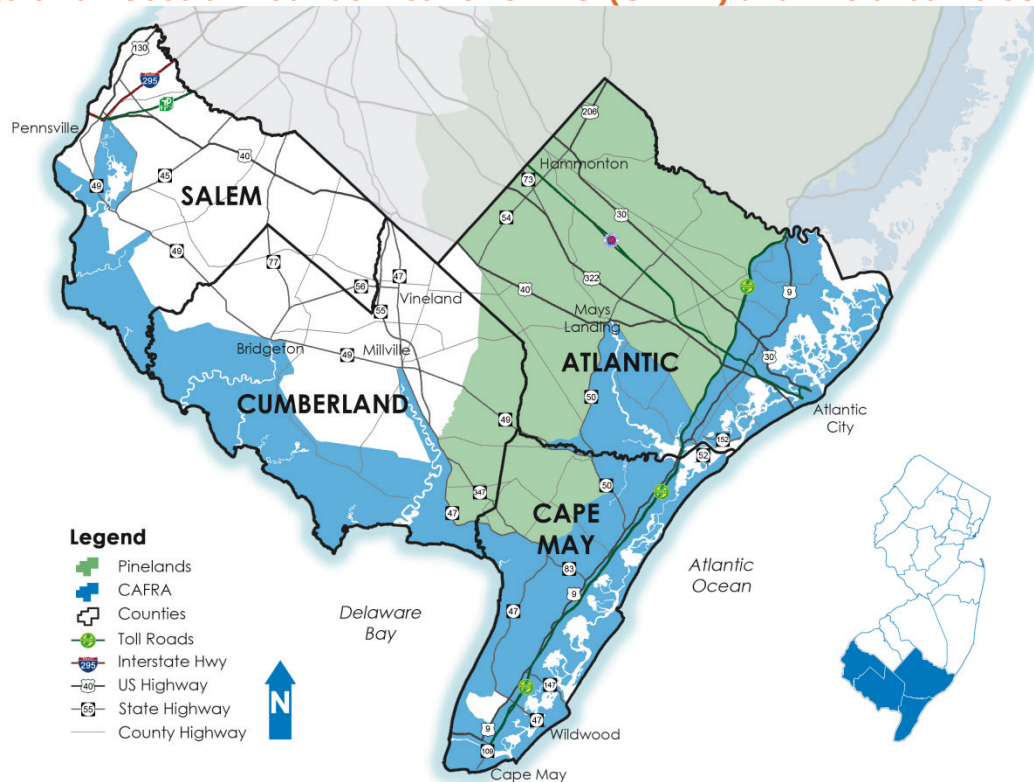 130
295
TP
Pennsville
206
40
Hammonton
73
45
49
SALEM
54
30
49
77
47
322
56
Vineland
40
9
55
Mays
Landing
Bridgeton
49
Millville
ATLANTIC
30
CUMBERLAND
50
Atlantic
City
49
152
52
50
347
47
CAPE
MAY
Legend
Pinelands
CAFRA
Counties
Toll Roads
Interstate Hwy
295
US Highway
40
State Highway
55
County Highway
N
83
9
Atlantic
Ocean
Delaware
Bay
47
147
47
9
Wildwood
109
Cape May